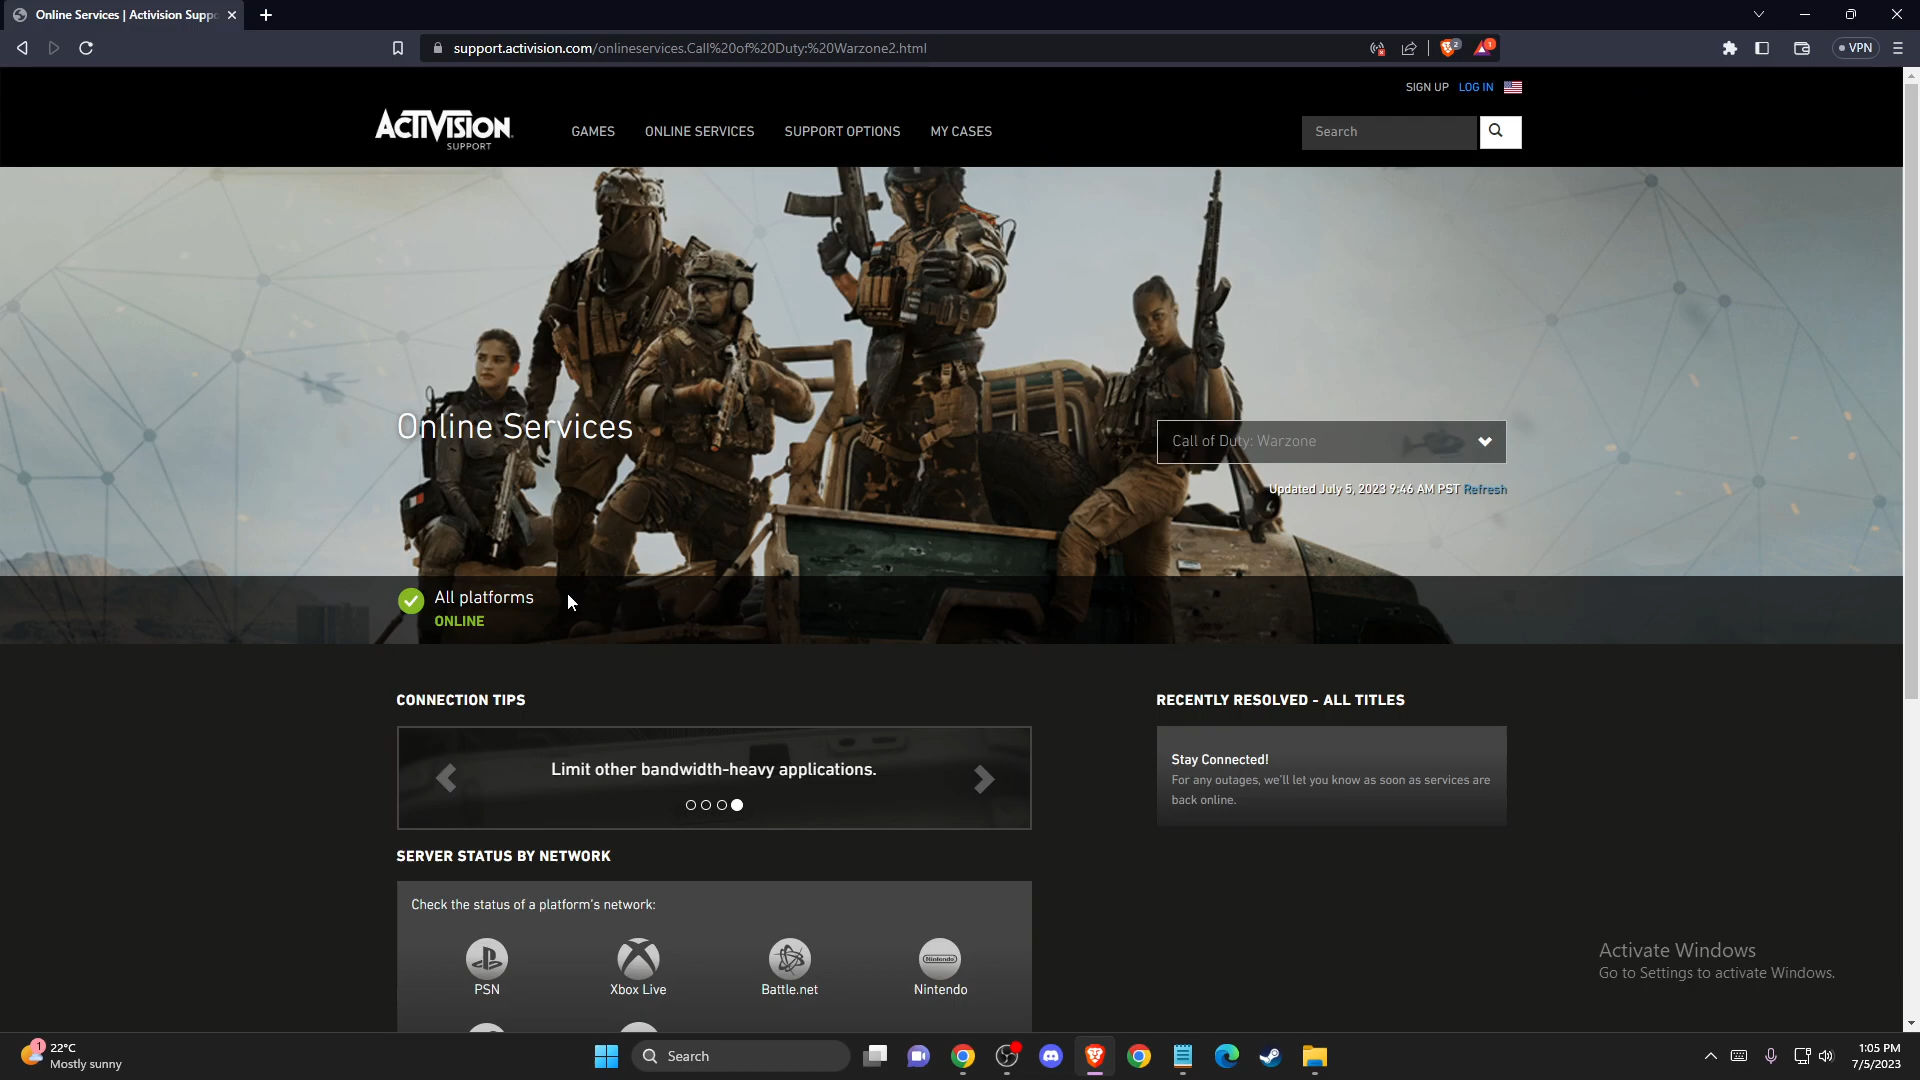 Online Services | Activision Suppo
support.activision.com/onlineservices.Call%20of%20Duty:%20Warzone2.html
2
1
VPN
SIGN UP LOG IN
ACTIVISION
SUPPORT
GAMES ONLINE SERVICES SUPPORT OPTIONS MY CASES
Search
Online Services
Call of Duty: Warzone
Updated July 5, 2023 9:46 AM PST Refresh
All platforms
ONLINE
CONNECTION TIPS
Limit other bandwidth-heavy applications.
RECENTLY RESOLVED - ALL TITLES
Stay Connected!
For any outages, we'll let you know as soon as services are
back online.
SERVER STATUS BY NETWORK
Check the status of a platform's network:
PSN
Xbox Live
Battle.net
Nintendo
Nintendo
Activate Windows
Go to Settings to activate Windows.
1
22°C
Mostly sunny
Search
1:05 PM
7/5/2023